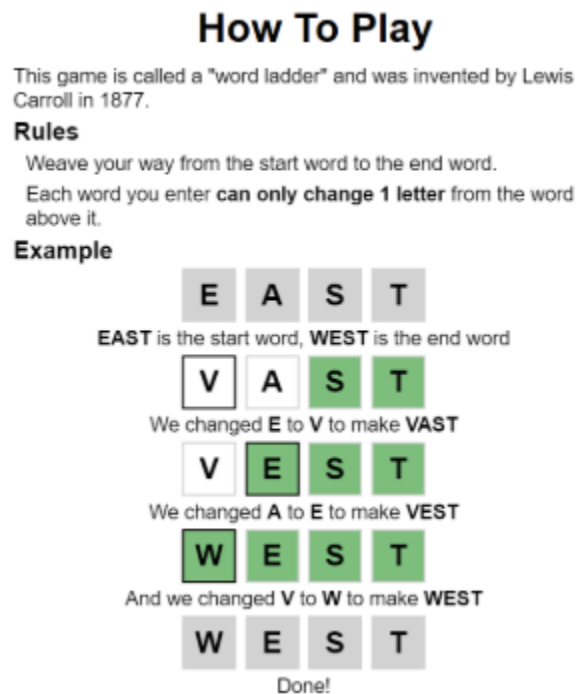 How To Play
This game is called a "word ladder" and was invented by Lewis
Carroll in 1877.
Rules
Weave your way from the start word to the end word.
Each word you enter can only change 1 letter from the word
above it.
Example
E A S T
EAST is the start word, WEST is the end word
V A S T
We changed E to V to make VAST
V E S T
We changed A to E to make VEST
W E S T
And we changed V to W to make WEST
W E S T
Done!